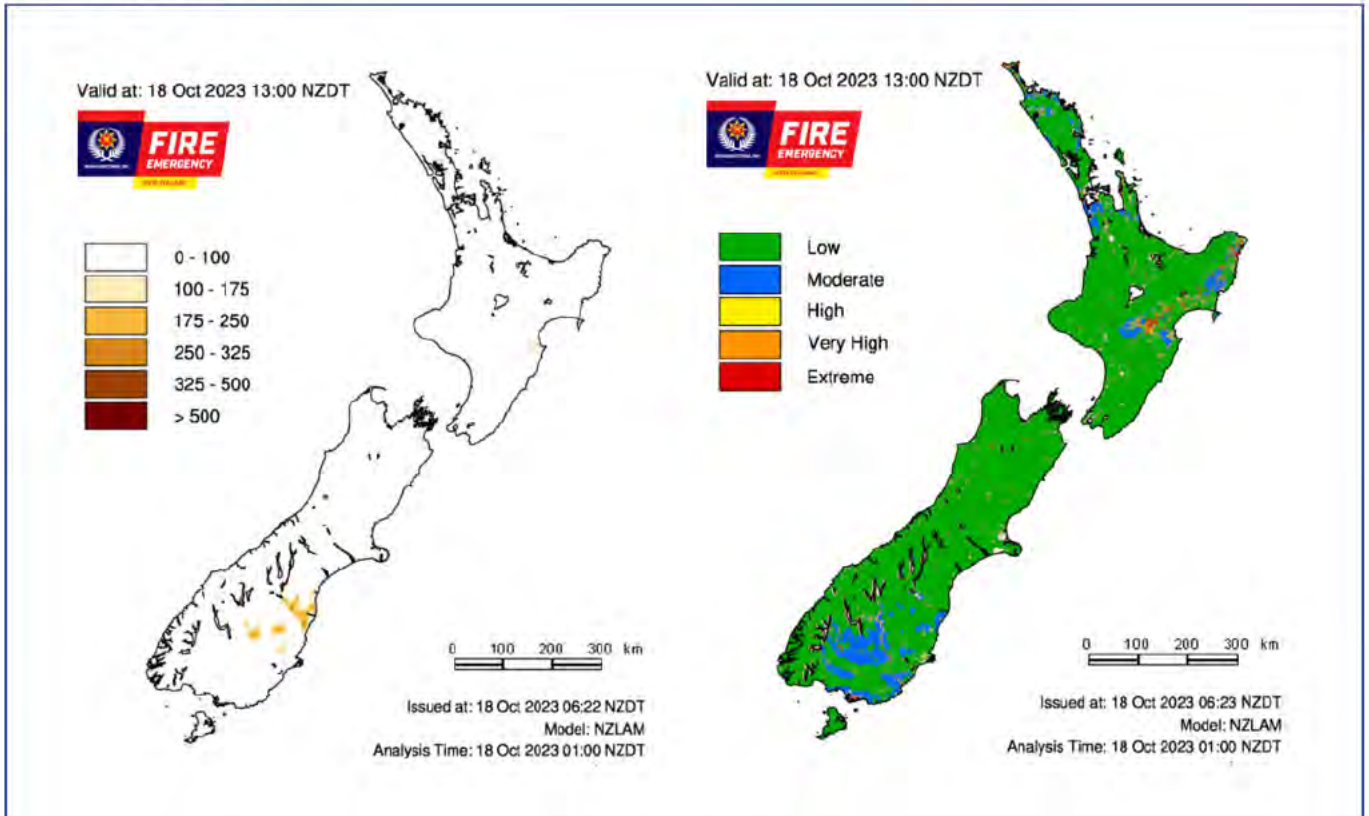 Valid at: 18 Oct 2023 13:00 NZDT
FIRE
EMERGENCY
0 - 100
100 - 175
175 - 250
250 - 325
325 - 500
> 500
0 100 200 300 km
Issued at: 18 Oct 2023 06:22 NZDT
Model: NZLAM
Analysis Time: 18 Oct 2023 01:00 NZDT
Valid at: 18 Oct 2023 13:00 NZDT
FIRE
EMERGENCY
Low
Moderate
High
Very High
Extreme
0 100 200 300 km
Issued at: 18 Oct 2023 06:23 NZDT
Model: NZLAM
Analysis Time: 18 Oct 2023 01:00 NZDT